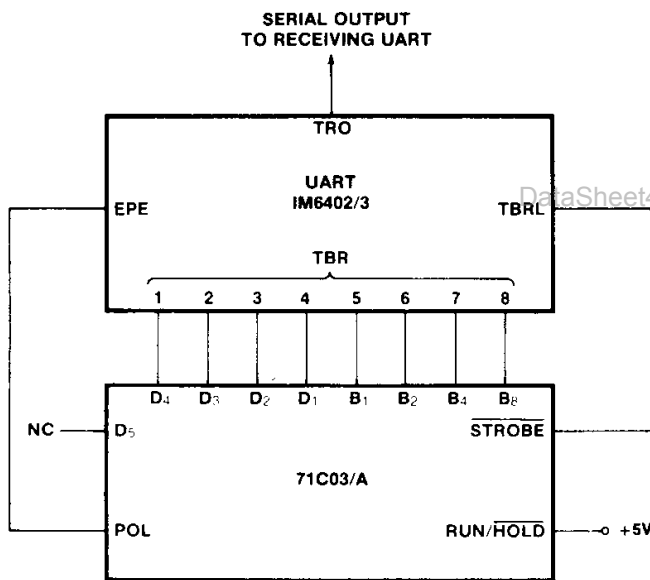 SERIAL OUTPUT
TO RECEIVING UART
TRO
UART
IM6402/3
EPE
TBRL
DataSheet4
TBR
1 2 3 4 5 6 7 8
D4 D3 D2 D1 B1 B2 B4 B8
NC
D5
STROBE
71C03/A
POL
RUN/HOLD
+5V